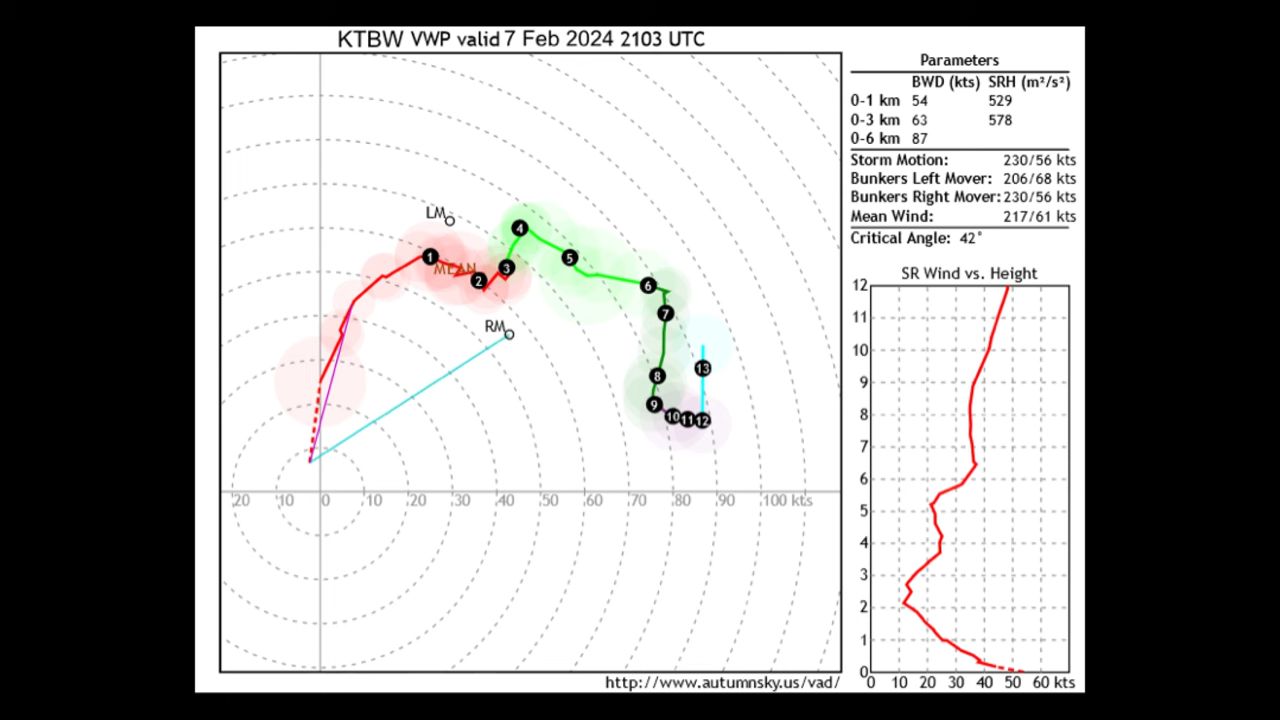 KTBW VWP valid 7 Feb 2024 2103 UTC
LM
4
1
MEAN
2
3
5
6
7
RM
8
9
10 11 12
13
20 10 0 10 20 30 40 50 60 70 80 90 100 kts
http://www.autumnsky.us/vad/
Parameters
BWD (kts) SRH (m²/s²)
0-1 km 54 529
0-3 km 63 578
0-6 km 87
Storm Motion: 230/56 kts
Bunkers Left Mover: 206/68 kts
Bunkers Right Mover: 230/56 kts
Mean Wind: 217/61 kts
Critical Angle: 42°
SR Wind vs. Height
12
11
10
9
8
7
6
5
4
3
2
1
0
0 10 20 30 40 50 60 kts